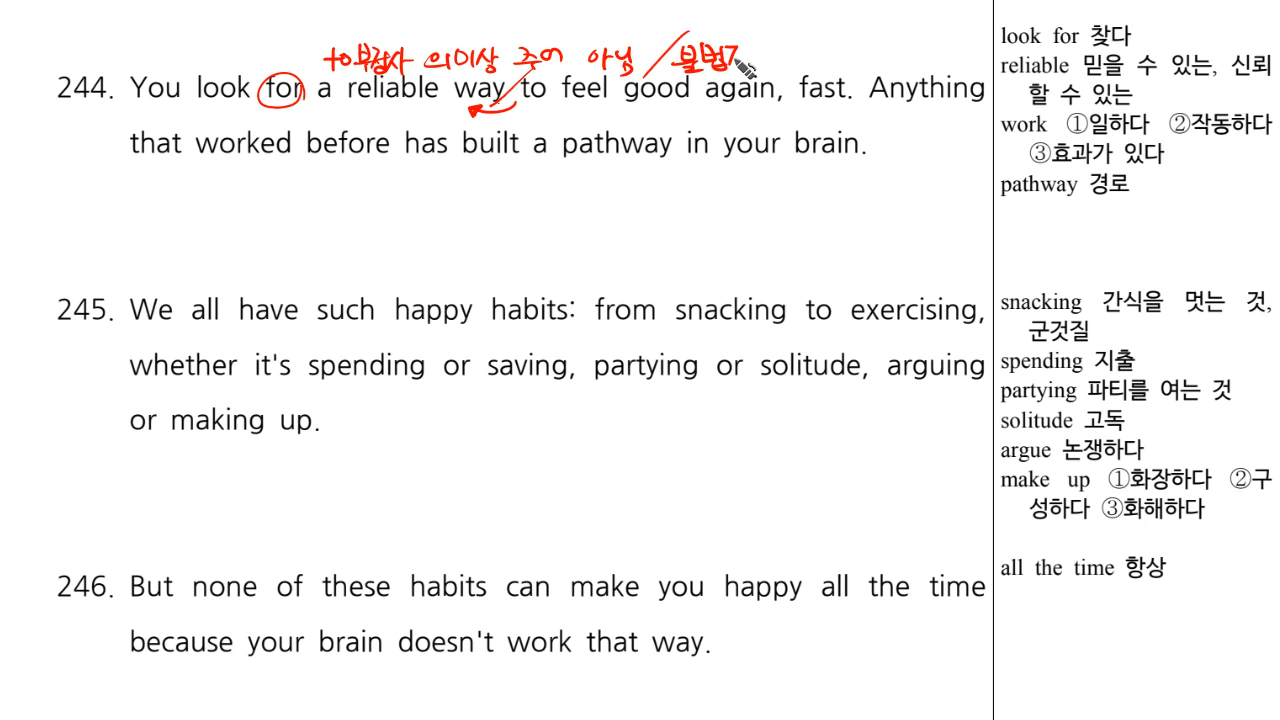 to부정사 의미상 주어 아님 / 불법
244. You look for a reliable way to feel good again, fast. Anything
that worked before has built a pathway in your brain.
245. We all have such happy habits: from snacking to exercising,
whether it's spending or saving, partying or solitude, arguing
or making up.
246. But none of these habits can make you happy all the time
because your brain doesn't work that way.
look for 찾다
reliable 믿을 수 있는, 신뢰
할 수 있는
work ①일하다 ②작동하다
③효과가 있다
pathway 경로
snacking 간식을 멋는 것,
군것질
spending 지출
partying 파티를 여는 것
solitude 고독
argue 논쟁하다
make up ①화장하다 ②구
성하다 ③화해하다
all the time 항상